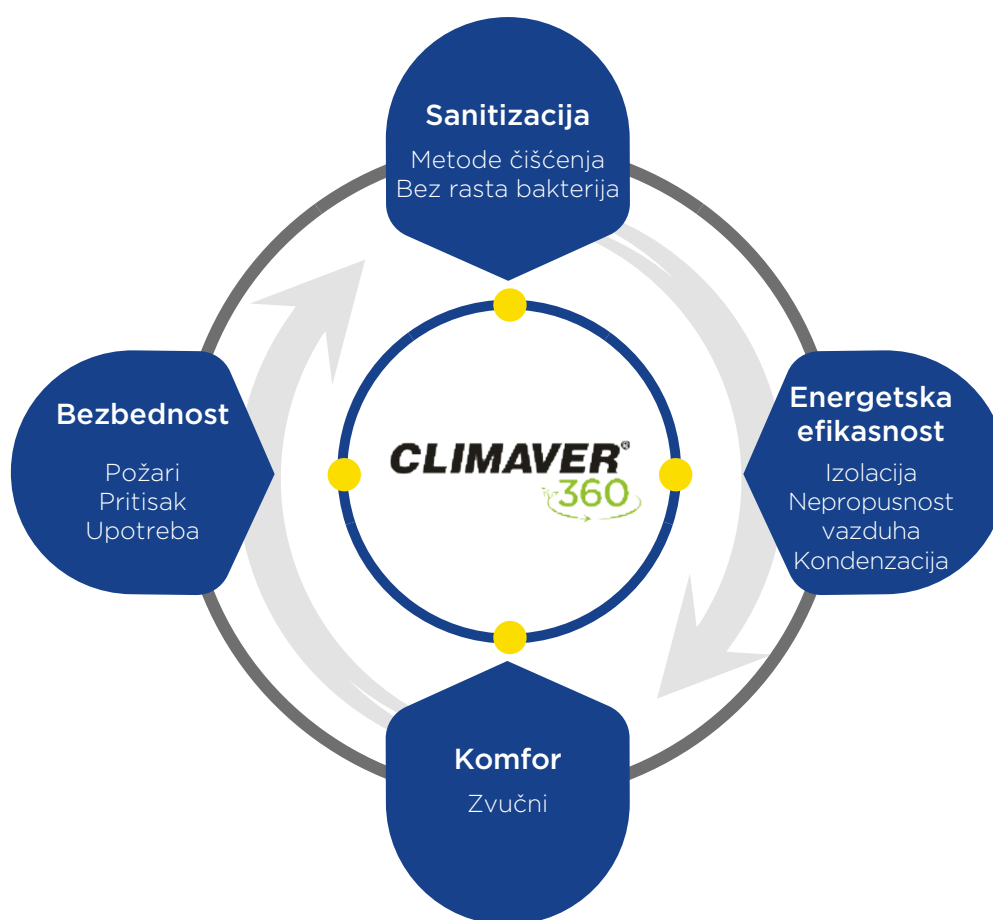 Sanitizacija
Metode čišćenja
Bez rasta bakterija
Bezbednost
Požari
Pritisak
Upotreba
CLIMAVER®
360
Energetska
efikasnost
Izolacija
Nepropusnost
vazduha
Kondenzacija
Komfor
Zvučni